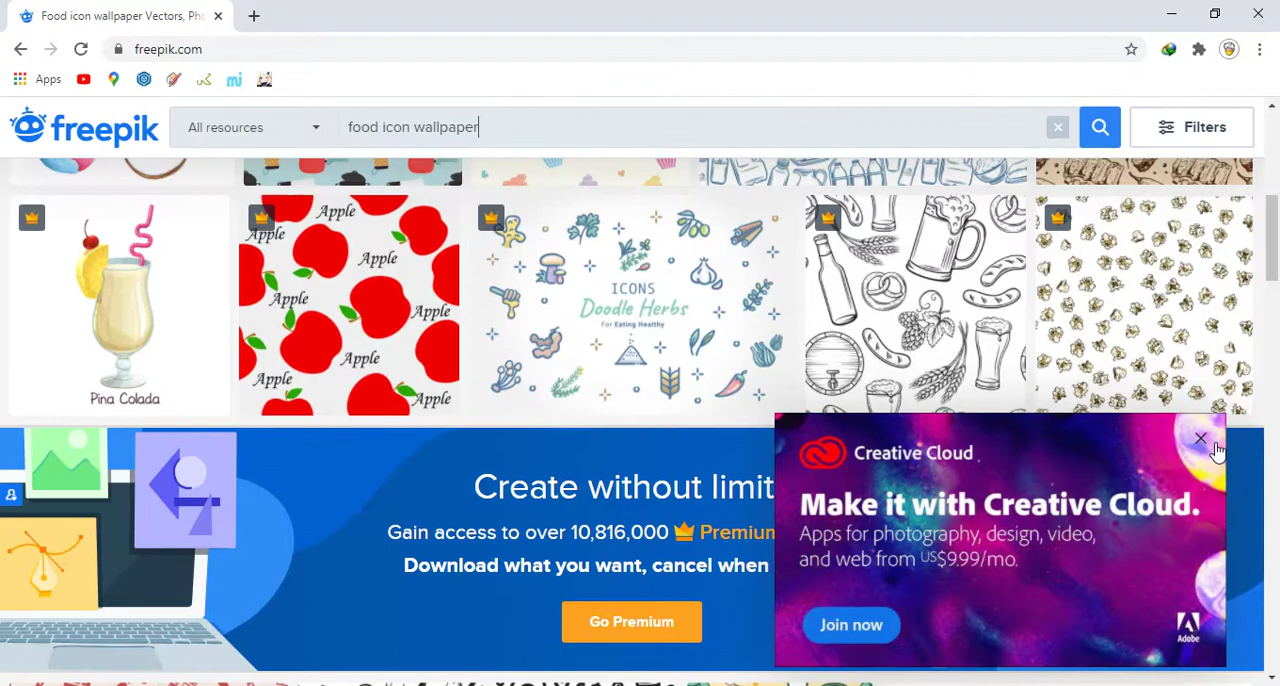 Food icon wallpaper Vectors, Pho
freepik.com
Apps
freepik
All resources
food icon wallpaper
Filters
Pina Colada
Apple
Apple
Apple
Apple
Apple
Apple
Apple
Apple
ICONS
Doodle Herbs
For Eating Healthy
Create without limit
Gain access to over 10,816,000 Premium
Download what you want, cancel when
Go Premium
Creative Cloud
Make it with Creative Cloud.
Apps for photography, design, video,
and web from US$9.99/mo.
Join now
Adobe